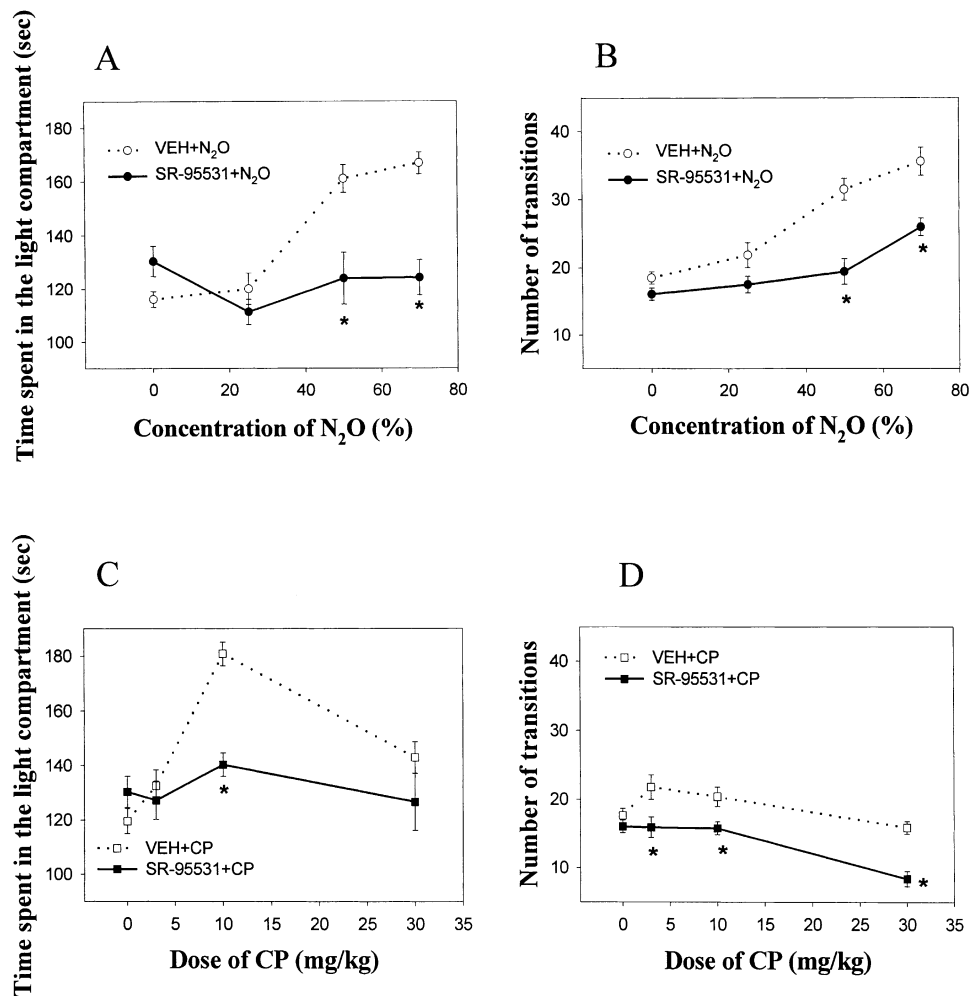 A
Time spent in the light compartment (sec)
180
160
140
120
100
VEH+N₂O
SR-95531+N₂O
*
*
0
20
40
60
80
Concentration of N₂O (%)
B
Number of transitions
40
30
20
10
VEH+N₂O
SR-95531+N₂O
*
*
0
20
40
60
80
Concentration of N₂O (%)
C
Time spent in the light compartment (sec)
180
160
140
120
100
*
VEH+CP
SR-95531+CP
0
5
10
15
20
25
30
35
Dose of CP (mg/kg)
D
Number of transitions
40
30
20
10
VEH+CP
SR-95531+CP
*
*
*
0
5
10
15
20
25
30
35
Dose of CP (mg/kg)